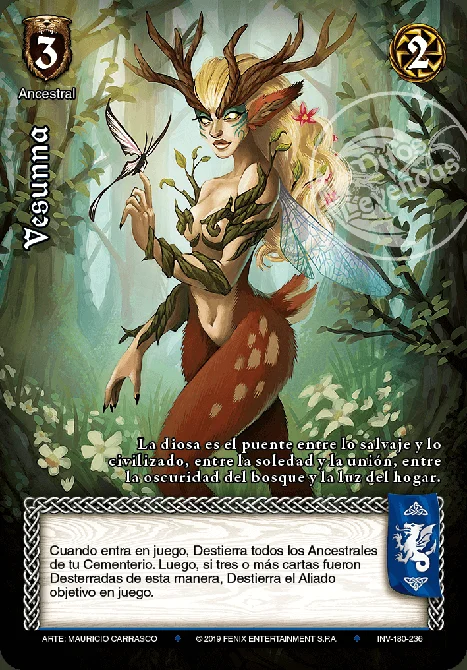 3
2
Ancestral
Vesunna
Mitos
y Leyendas
La diosa es el puente entre lo salvaje y lo
civilizado, entre la soledad y la unión, entre
la oscuridad del bosque y la luz del hogar.
Cuando entra en juego, Destierra todos los Ancestrales
de tu Cementerio. Luego, si tres o más cartas fueron
Desterradas de esta manera, Destierra el Aliado
objetivo en juego.
ARTE: MAURICIO CARRASCO
© 2019 FENIX ENTERTAINMENT S.P.A.
INV-180-236